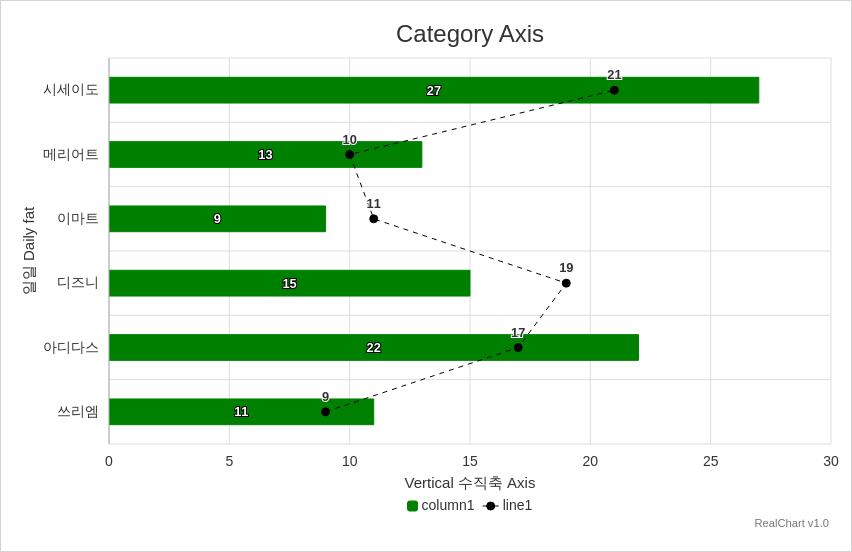 Category Axis
일일 Daily fat
시세이도
27
21
메리어트
13
10
이마트
9
11
디즈니
15
19
아디다스
22
17
쓰리엠
11
9
0 5 10 15 20 25 30
Vertical 수직축 Axis
column1 line1
RealChart v1.0